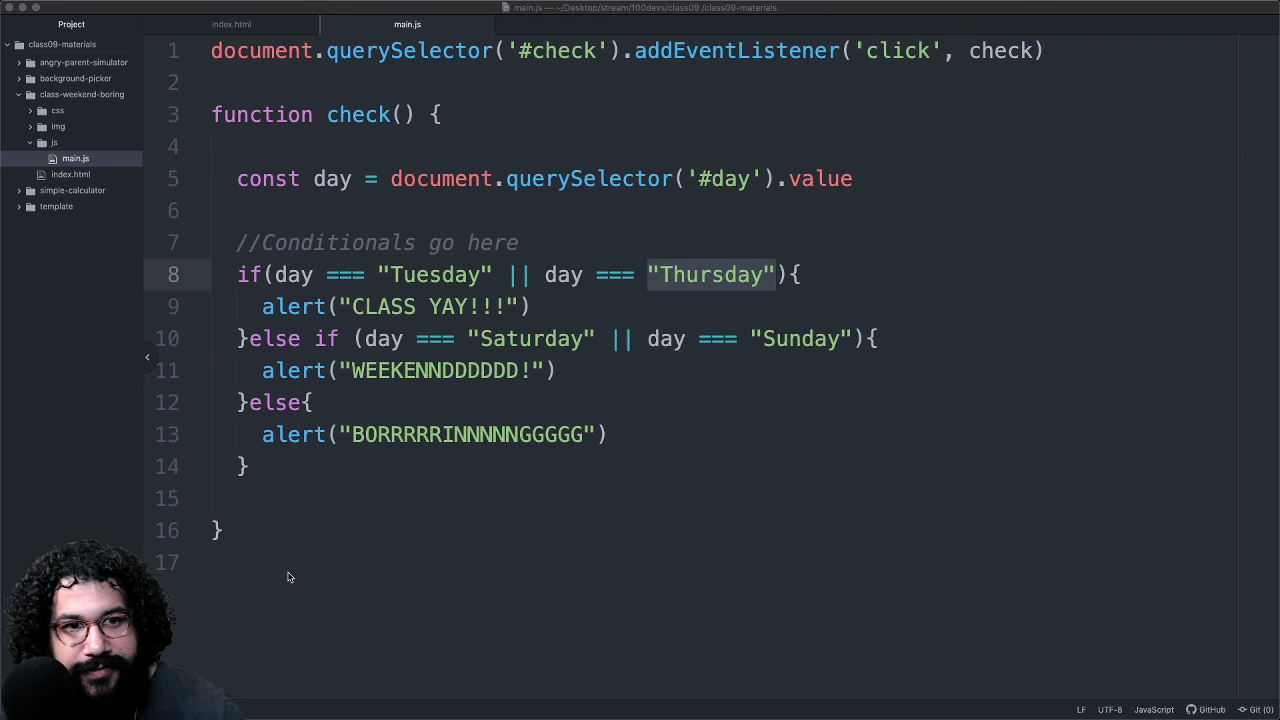 main.js — ~/Desktop/stream/100devs/class09 /class09-materials
Project
index.html
main.js
class09-materials
angry-parent-simulator
background-picker
class-weekend-boring
css
img
js
main.js
index.html
simple-calculator
template
1 document.querySelector('#check').addEventListener('click', check)
2
3 function check() {
4
5 const day = document.querySelector('#day').value
6
7 //Conditionals go here
8 if(day === "Tuesday" || day === "Thursday"){
9 alert("CLASS YAY!!!")
10 }else if (day === "Saturday" || day === "Sunday"){
11 alert("WEEKENNDDDDDD!")
12 }else{
13 alert("BORRRRRINNNNNGGGGG")
14 }
15
16 }
17
LF UTF-8 JavaScript GitHub Git (0)